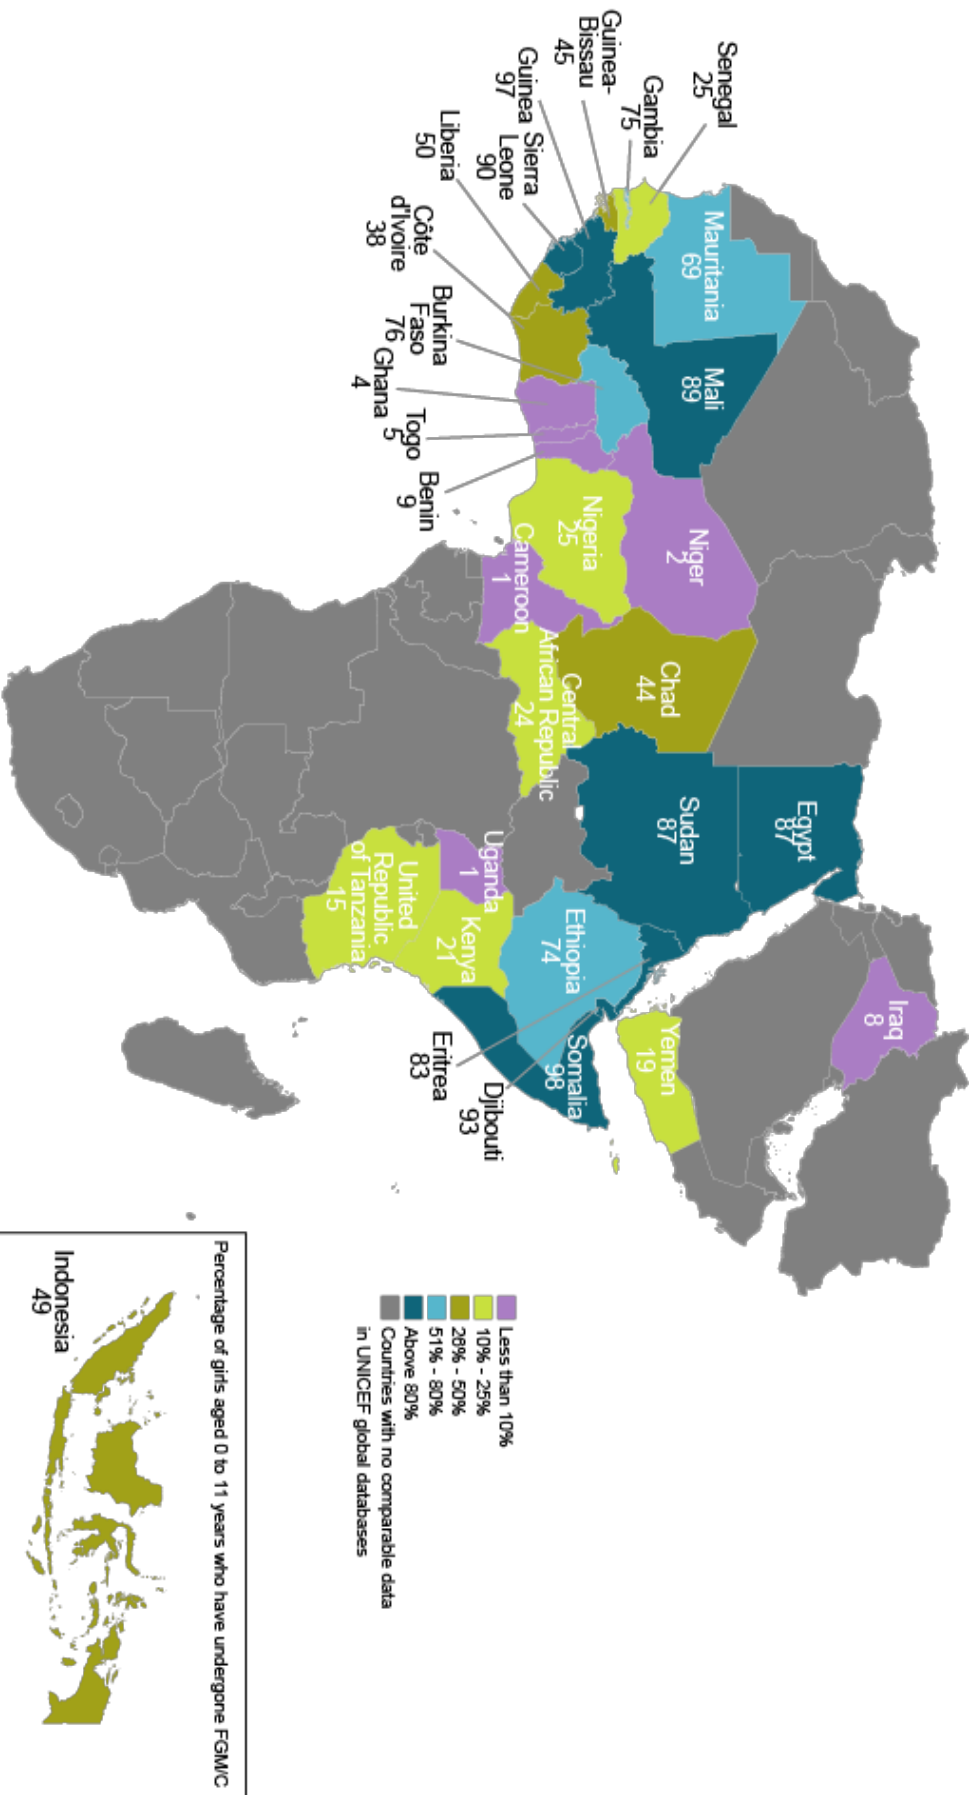 Senegal
25
Gambia
75
Guinea-
Bissau
45
Guinea
97
Sierra
Leone
90
Liberia
50
Côte
d'Ivoire
38
Burkina
Faso
76
Ghana
4
Togo
5
Benin
9
Mauritania
69
Mali
89
Niger
2
Nigeria
25
Cameroon
1
Chad
44
Central
African Republic
24
Sudan
87
Egypt
87
Uganda
1
Kenya
21
United
Republic
of Tanzania
15
Ethiopia
74
Somalia
98
Eritrea
83
Djibouti
93
Yemen
19
Iraq
8
Less than 10%
10% - 25%
26% - 50%
51% - 80%
Above 80%
Countries with no comparable data
in UNICEF global databases
Percentage of girls aged 0 to 11 years who have undergone FGM/C
Indonesia
49